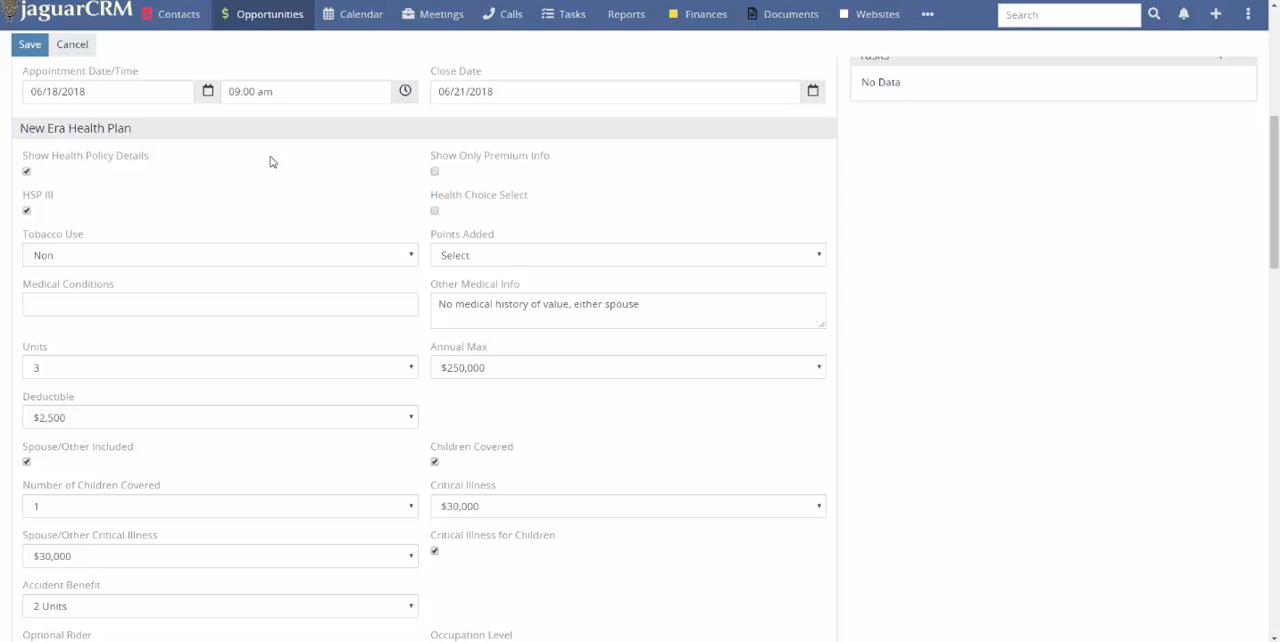 jaguarCRM Contacts $ Opportunities Calendar Meetings Calls Tasks Reports Finances Documents Websites ••• Search
Save Cancel
Tasks
Appointment Date/Time Close Date
No Data
06/18/2018 09:00 am 06/21/2018
New Era Health Plan
Show Health Policy Details Show Only Premium Info
HSP III Health Choice Select
Tobacco Use Points Added
Non Select
Medical Conditions Other Medical Info
No medical history of value, either spouse
Units Annual Max
3 $250,000
Deductible
$2,500
Spouse/Other Included Children Covered
Number of Children Covered Critical Illness
1 $30,000
Spouse/Other Critical Illness Critical Illness for Children
$30,000
Accident Benefit
2 Units
Optional Rider Occupation Level